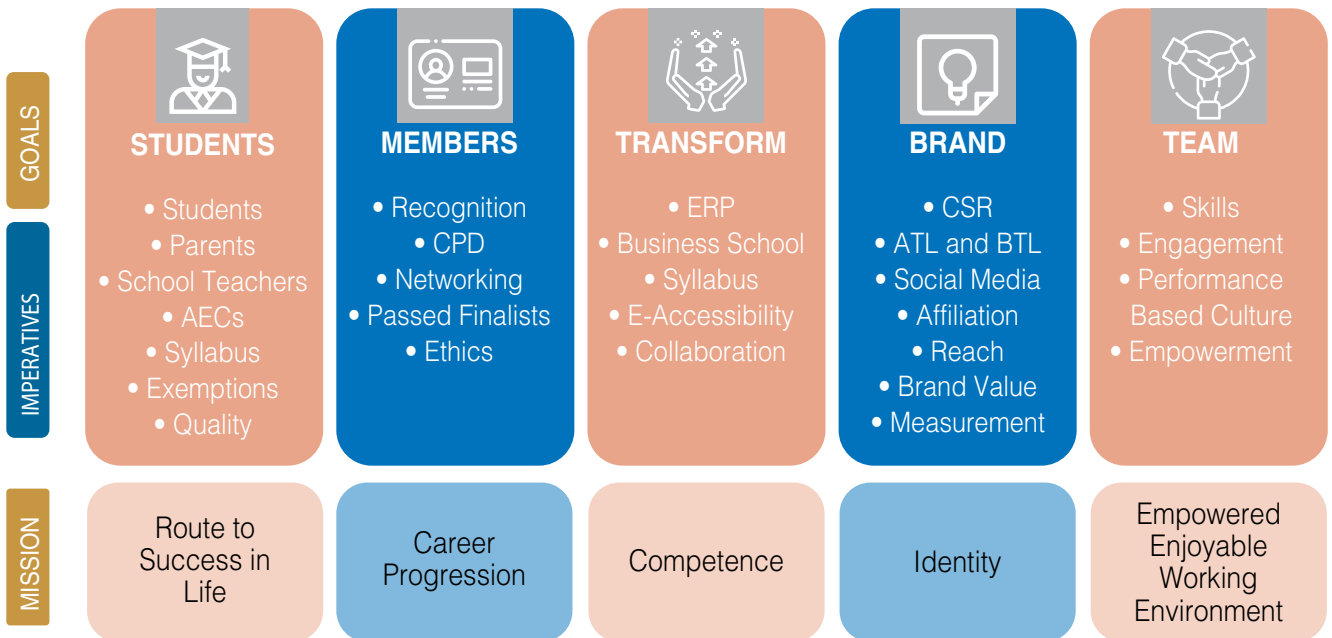 GOALS
IMPERATIVES
MISSION
STUDENTS
• Students
• Parents
• School Teachers
• AECs
• Syllabus
• Exemptions
• Quality
Route to
Success in
Life
MEMBERS
• Recognition
• CPD
• Networking
• Passed Finalists
• Ethics
Career
Progression
TRANSFORM
• ERP
• Business School
• Syllabus
• E-Accessibility
• Collaboration
Competence
BRAND
• CSR
• ATL and BTL
• Social Media
• Affiliation
• Reach
• Brand Value
• Measurement
Identity
TEAM
• Skills
• Engagement
• Performance
Based Culture
• Empowerment
Empowered
Enjoyable
Working
Environment